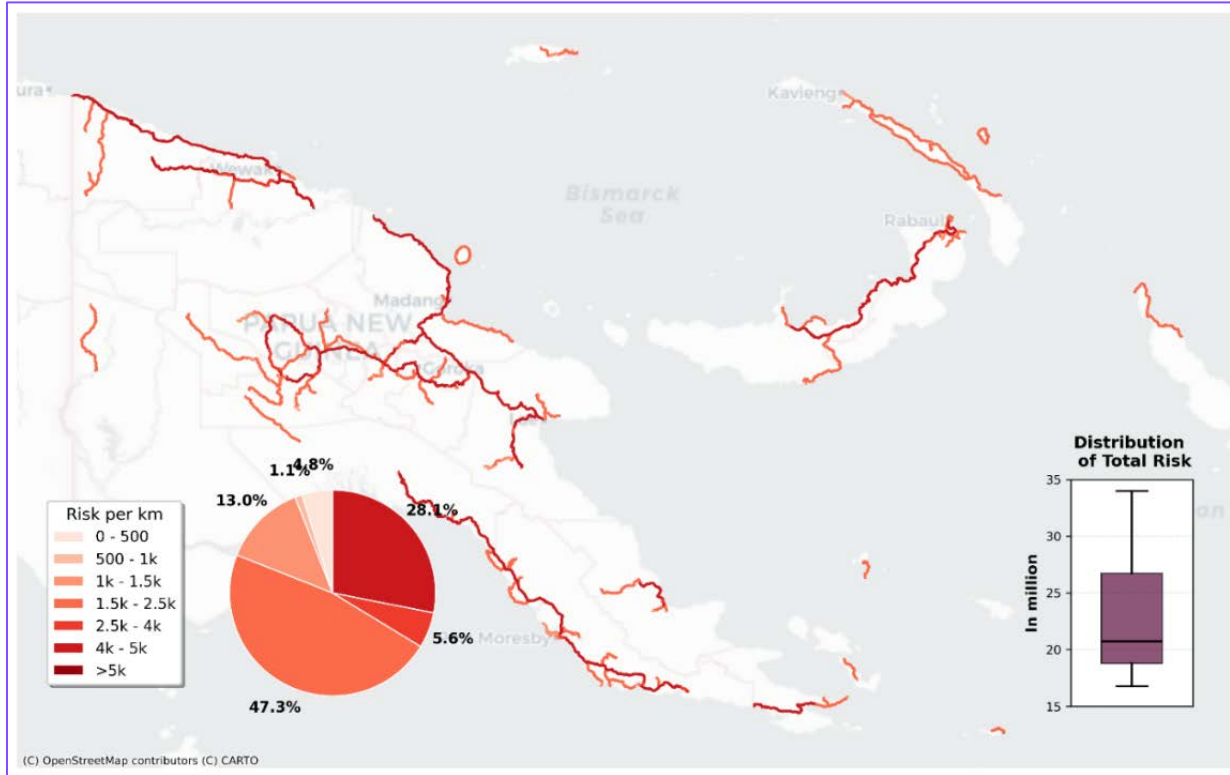 ura
Kavieng
Wewak
Bismarck
Sea
Rabaul
Madang
PAPUA NEW
GUINEA
Goroka
Distribution
of Total Risk
35
30
25
20
15
In million
1.1%
4.8%
13.0%
28.1%
5.6%
47.3%
Risk per km
0 - 500
500 - 1k
1k - 1.5k
1.5k - 2.5k
2.5k - 4k
4k - 5k
>5k
Moresby
(C) OpenStreetMap contributors (C) CARTO